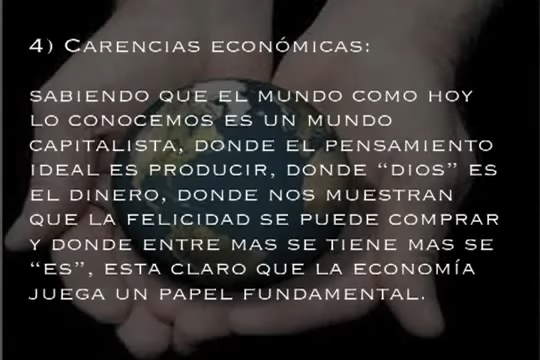 4) CARENCIAS ECONÓMICAS:
SABIENDO QUE EL MUNDO COMO HOY
LO CONOCEMOS ES UN MUNDO
CAPITALISTA, DONDE EL PENSAMIENTO
IDEAL ES PRODUCIR, DONDE “DIOS” ES
EL DINERO, DONDE NOS MUESTRAN
QUE LA FELICIDAD SE PUEDE COMPRAR
Y DONDE ENTRE MAS SE TIENE MAS SE
“ES”, ESTA CLARO QUE LA ECONOMÍA
JUEGA UN PAPEL FUNDAMENTAL.